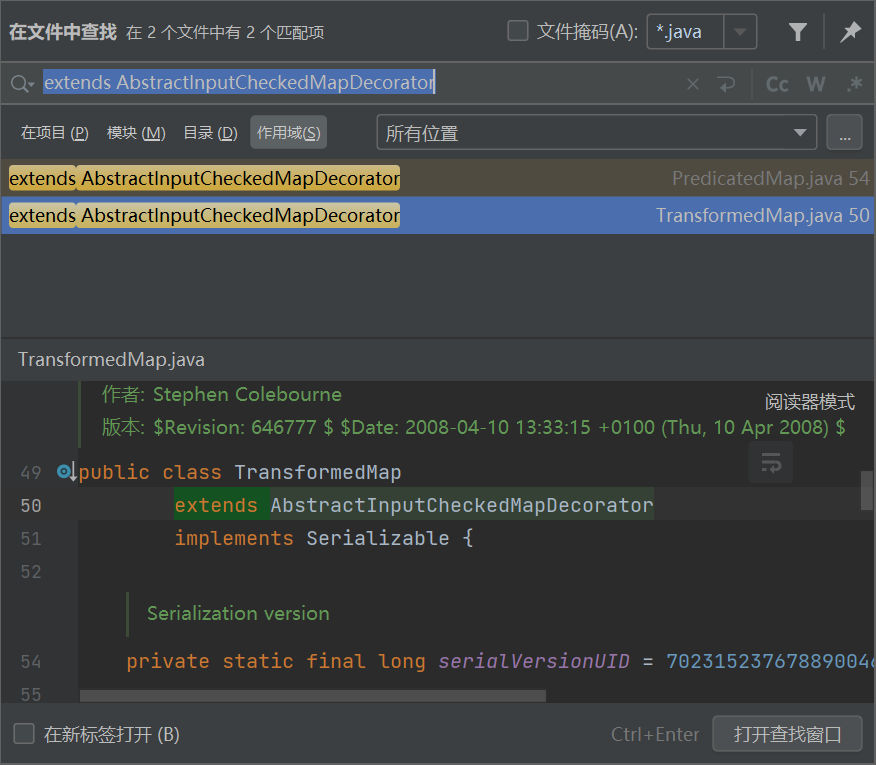 在文件中查找 在 2 个文件中有 2 个匹配项 文件掩码(A): *.java
extends AbstractInputCheckedMapDecorator Cc W .*
在项目 (P) 模块 (M) 目录 (D) 作用域(S) 所有位置 ...
extends AbstractInputCheckedMapDecorator PredicatedMap.java 54
extends AbstractInputCheckedMapDecorator TransformedMap.java 50
TransformedMap.java
作者: Stephen Colebourne
阅读器模式
版本: $Revision: 646777 $ $Date: 2008-04-10 13:33:15 +0100 (Thu, 10 Apr 2008) $
49 public class TransformedMap
50 extends AbstractInputCheckedMapDecorator
51 implements Serializable {
52
Serialization version
54 private static final long serialVersionUID = 702315237678890046
55
在新标签打开 (B) Ctrl+Enter 打开查找窗口